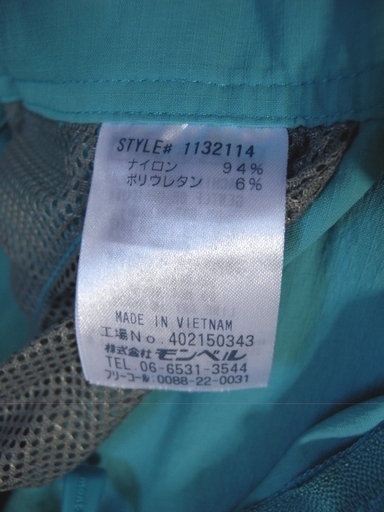 STYLE# 1132114
ナイロン 94%
ポリウレタン 6%
MADE IN VIETNAM
工場No.402150343
株式会社 モンベル
TEL.06-6531-3544
フリーコール:0088-22-0031